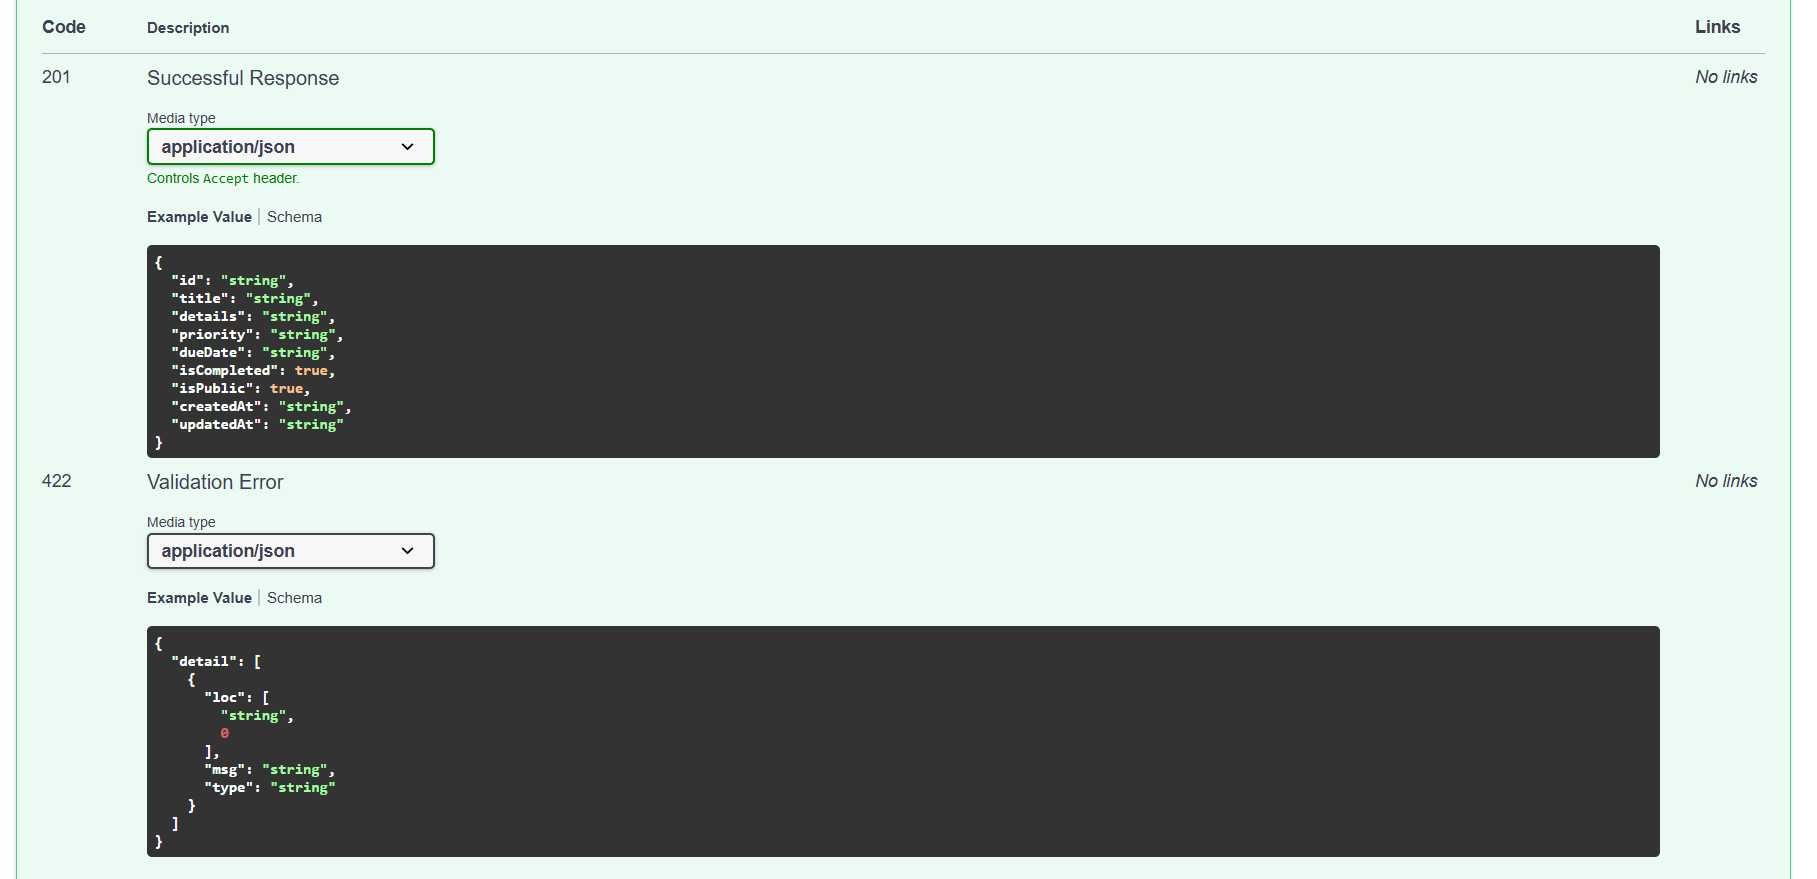 Code Description Links
201 Successful Response No links
Media type
application/json
Controls Accept header.
Example Value Schema
{
  "id": "string",
  "title": "string",
  "details": "string",
  "priority": "string",
  "dueDate": "string",
  "isCompleted": true,
  "isPublic": true,
  "createdAt": "string",
  "updatedAt": "string"
}
422 Validation Error No links
Media type
application/json
Example Value Schema
{
  "detail": [
    {
      "loc": [
        "string",
        0
      ],
      "msg": "string",
      "type": "string"
    }
  ]
}